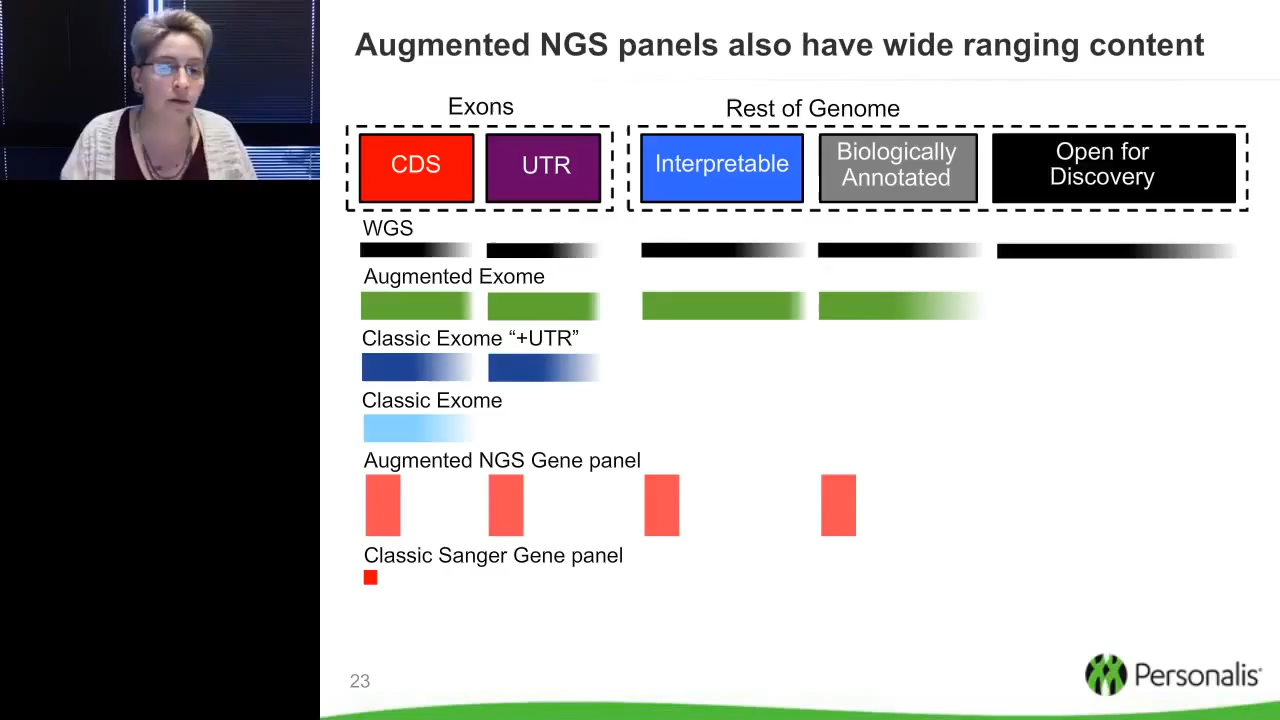 Augmented NGS panels also have wide ranging content
Exons
Rest of Genome
CDS
UTR
Interpretable
Biologically
Annotated
Open for
Discovery
WGS
Augmented Exome
Classic Exome “+UTR”
Classic Exome
Augmented NGS Gene panel
Classic Sanger Gene panel
23
Personalis